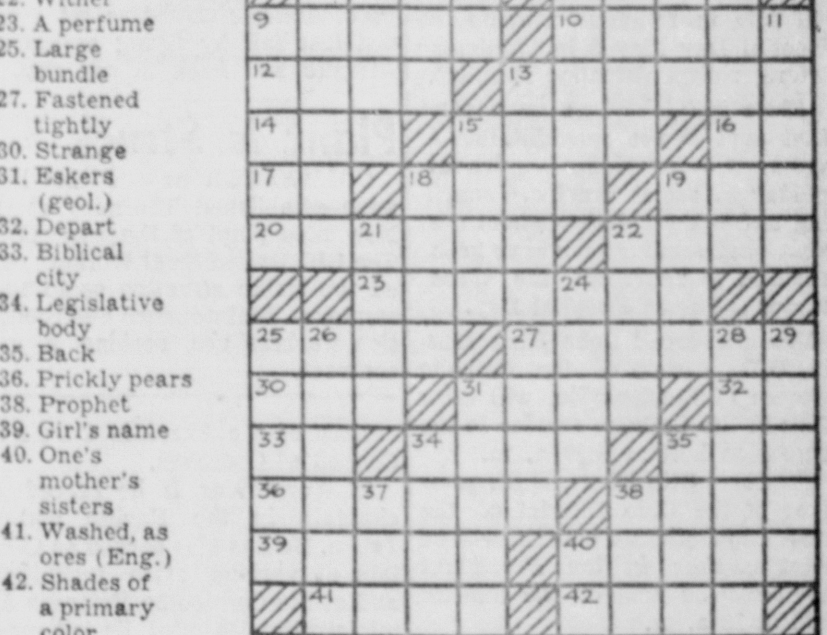 22. Wither
23. A perfume
25. Large
bundle
27. Fastened
tightly
30. Strange
31. Eskers
(geol.)
32. Depart
33. Biblical
city
34. Legislative
body
35. Back
36. Prickly pears
38. Prophet
39. Girl's name
40. One's
mother's
sisters
41. Washed, as
ores (Eng.)
42. Shades of
a primary
color
9 10 11
12 13
14 15 16
17 18 19
20 21 22
23 24
25 26 27 28 29
30 31 32
33 34 35
36 37 38
39 40
41 42